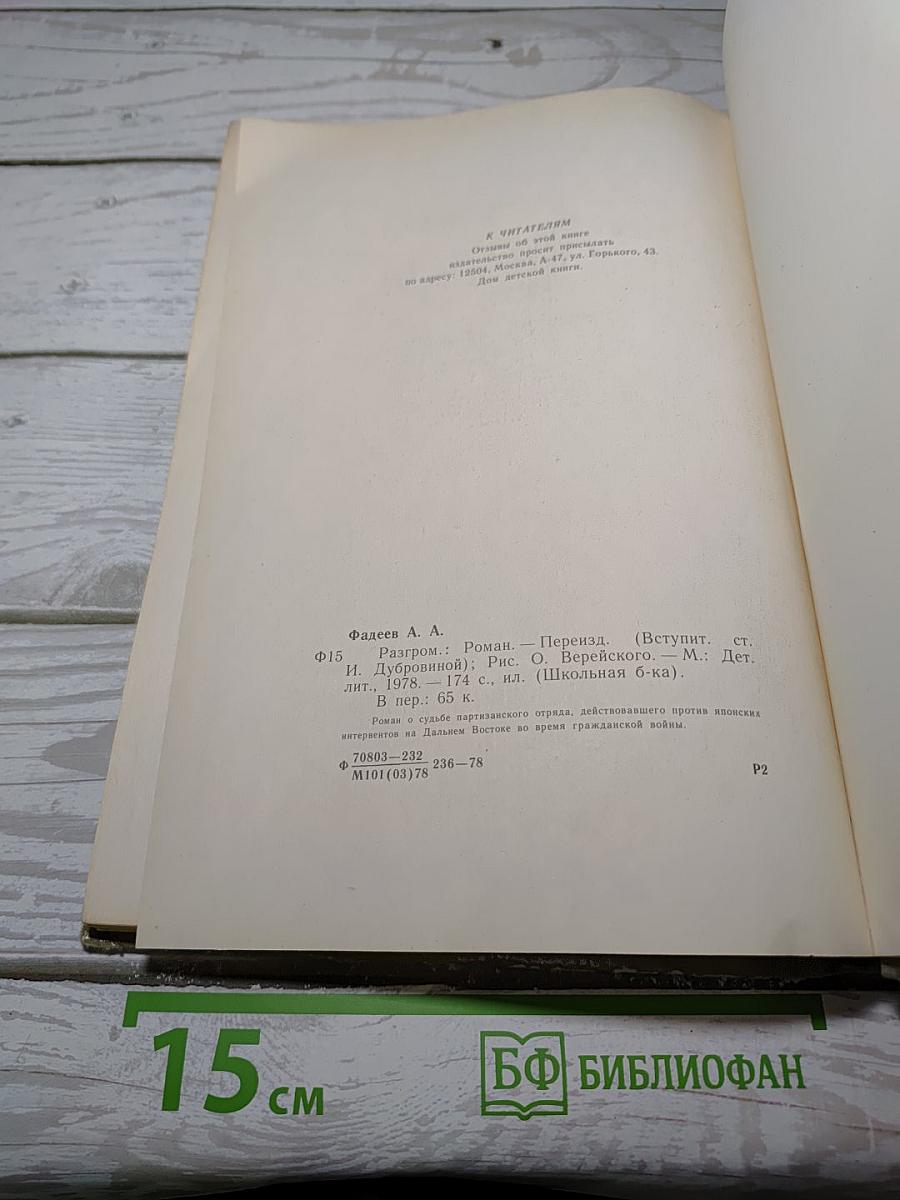 К ЧИТАТЕЛЯМ
Отзывы об этой книге
издательство просит присылать
по адресу: 12504, Москва, А-47, ул. Горького, 43.
Дом детской книги.
Фадеев А. А.
Ф15 Разгром.: Роман. — Переизд. (Вступит. ст.
И. Дубровиной); Рис. О. Верейского. — М.: Дет.
лит., 1978. — 174 с., ил. (Школьная б-ка).
В пер.: 65 к.
Роман о судьбе партизанского отряда, действовавшего против японских
интервентов на Дальнем Востоке во время гражданской войны.
Ф 70803—232 236—78
М101(03)78
Р2
15 см
БФ БИБЛИОФАН